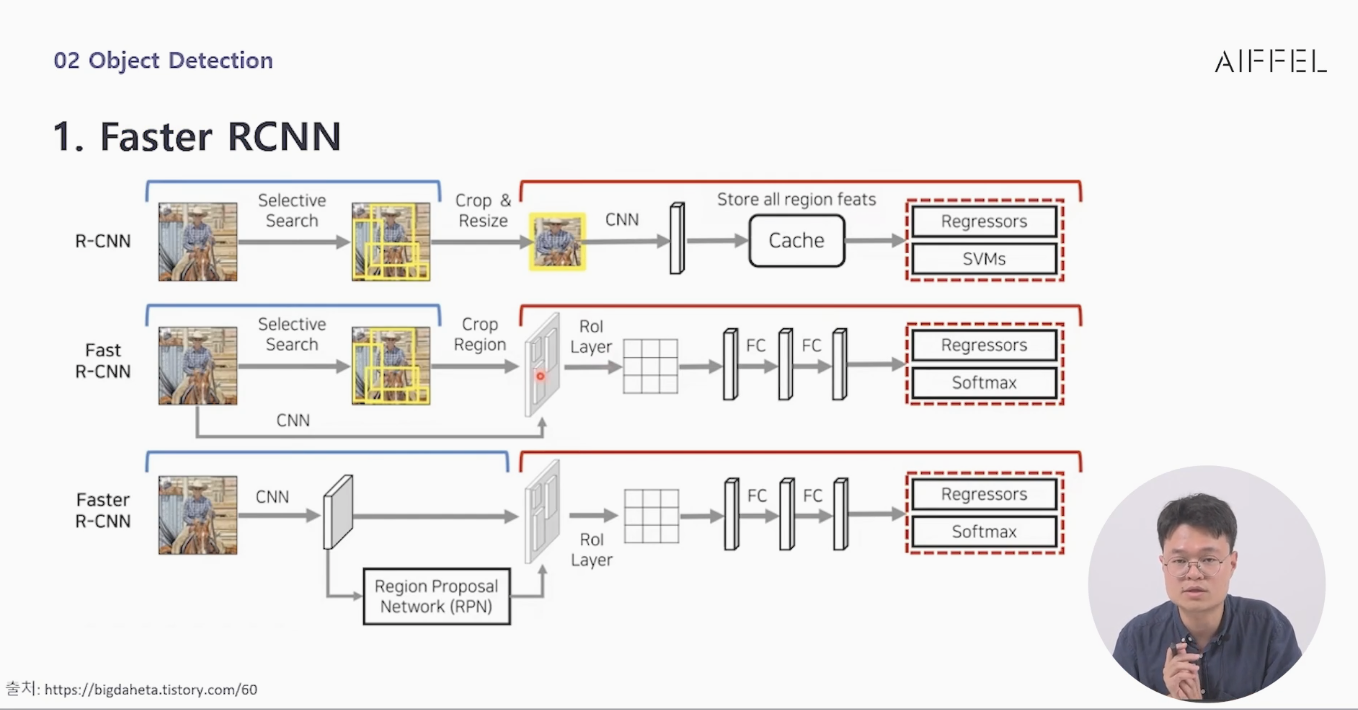 02 Object Detection
AIFFEL
1. Faster RCNN
R-CNN
Selective
Search
Crop &
Resize
CNN
Store all region feats
Cache
Regressors
SVMs
Fast
R-CNN
Selective
Search
Crop
Region
CNN
RoI
Layer
FC
FC
Regressors
Softmax
Faster
R-CNN
CNN
Region Proposal
Network (RPN)
RoI
Layer
FC
FC
Regressors
Softmax
출처: https://bigdaheta.tistory.com/60